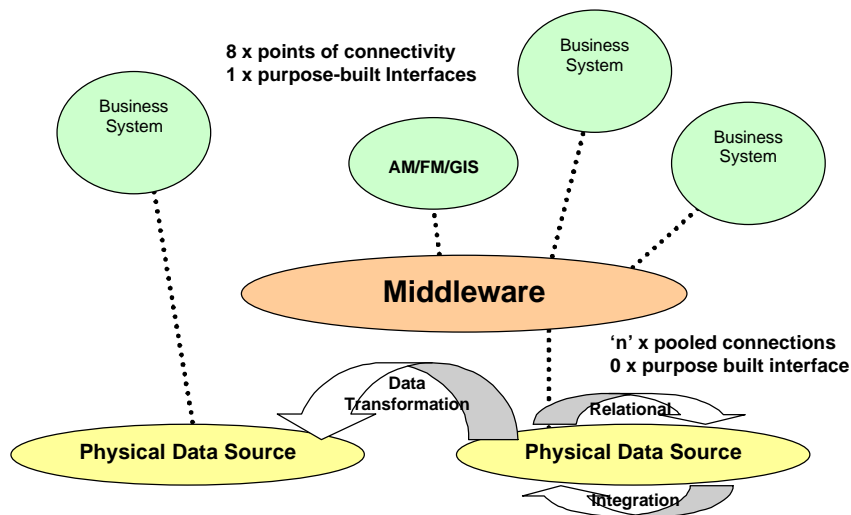 8 x points of connectivity
1 x purpose-built Interfaces
Business
System
Business
System
Business
System
AM/FM/GIS
Middleware
'n' x pooled connections
0 x purpose built interface
Data
Transformation
Relational
Physical Data Source
Physical Data Source
Integration